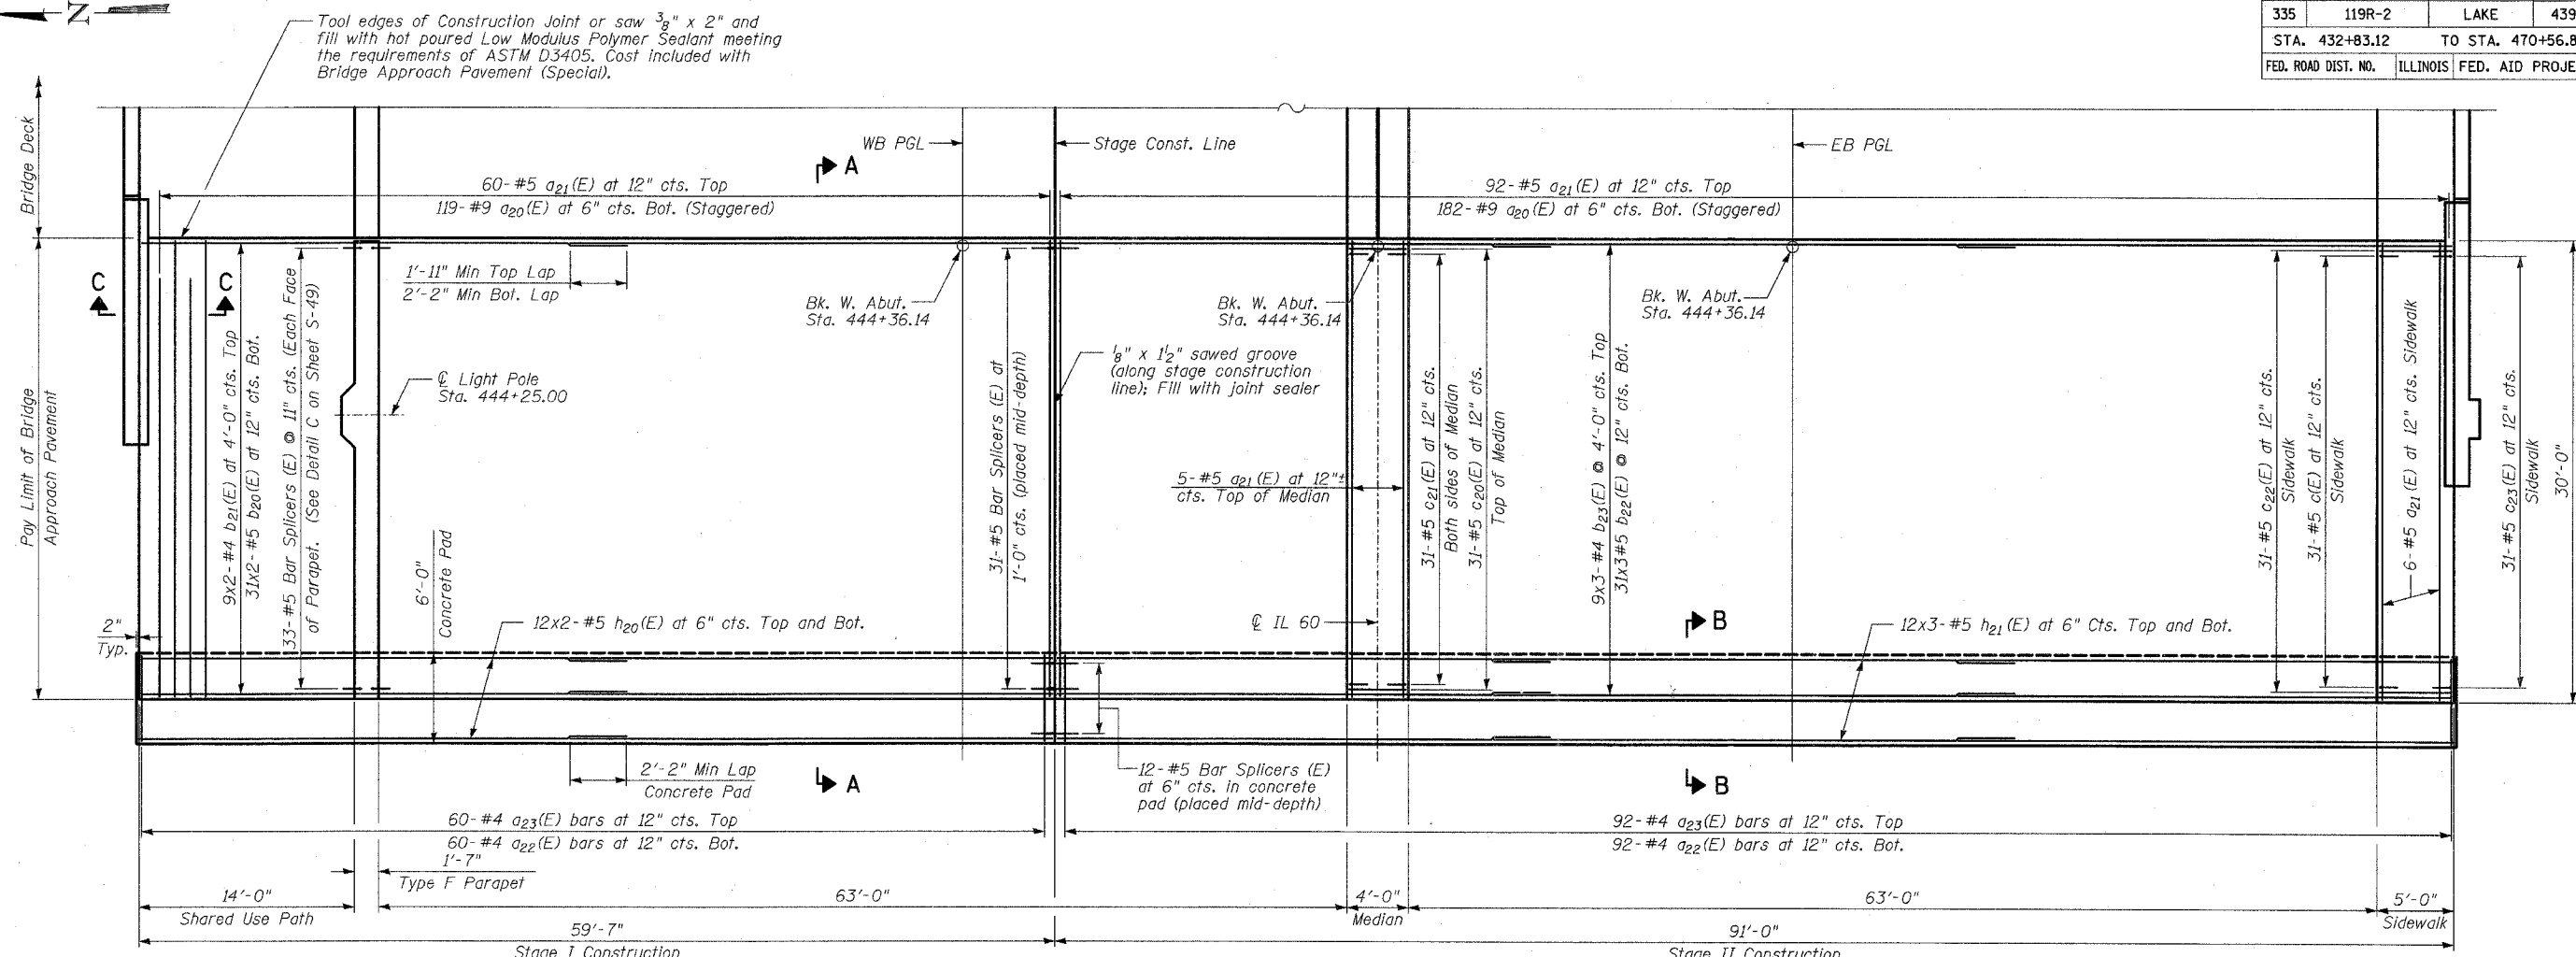 N
Tool edges of Construction Joint or saw 3/8" x 2" and
fill with hot poured Low Modulus Polymer Sealant meeting
the requirements of ASTM D3405. Cost included with
Bridge Approach Pavement (Special).
335 119R-2 LAKE 439
STA. 432+83.12 TO STA. 470+56.8
FED. ROAD DIST. NO. ILLINOIS FED. AID PROJE
Bridge Deck
WB PGL
Stage Const. Line
EB PGL
A
60-#5 a21(E) at 12" cts. Top
119-#9 a20(E) at 6" cts. Bot. (Staggered)
92-#5 a21(E) at 12" cts. Top
182-#9 a20(E) at 6" cts. Bot. (Staggered)
C
C
1'-11" Min Top Lap
2'-2" Min Bot. Lap
Bk. W. Abut.
Sta. 444+36.14
Bk. W. Abut.
Sta. 444+36.14
Bk. W. Abut.
Sta. 444+36.14
Pay Limit of Bridge
Approach Pavement
9x2-#4 b21(E) at 4'-0" cts. Top
31x2-#5 b20(E) at 12" cts. Bot.
33-#5 Bar Splicers (E) @ 11" cts. (Each Face
of Parapet. (See Detail C on Sheet S-49)
℄ Light Pole
Sta. 444+25.00
31-#5 Bar Splicers (E) at
1'-0" cts. (placed mid-depth)
1/8" x 1 1/2" sawed groove
(along stage construction
line); Fill with joint sealer
5-#5 a21(E) at 12"±
cts. Top of Median
31-#5 c21(E) at 12" cts.
Both sides of Median
31-#5 c20(E) at 12" cts.
Top of Median
9x3-#4 b23(E) @ 4'-0" cts. Top
31x3#5 b22(E) @ 12" cts. Bot.
31-#5 c22(E) at 12" cts.
Sidewalk
31-#5 c(E) at 12" cts.
Sidewalk
6-#5 a21(E) at 12" cts. Sidewalk
31-#5 c23(E) at 12" cts.
Sidewalk
30'-0"
6'-0"
Concrete Pad
2"
Typ.
12x2-#5 h20(E) at 6" cts. Top and Bot.
℄ IL 60
B
12x3-#5 h21(E) at 6" Cts. Top and Bot.
2'-2" Min Lap
Concrete Pad
A
12-#5 Bar Splicers (E)
at 6" cts. in concrete
pad (placed mid-depth)
B
60-#4 a23(E) bars at 12" cts. Top
60-#4 a22(E) bars at 12" cts. Bot.
92-#4 a23(E) bars at 12" cts. Top
92-#4 a22(E) bars at 12" cts. Bot.
1'-7"
Type F Parapet
14'-0"
Shared Use Path
63'-0"
4'-0"
Median
63'-0"
5'-0"
Sidewalk
59'-7"
Stage I Construction
91'-0"
Stage II Construction